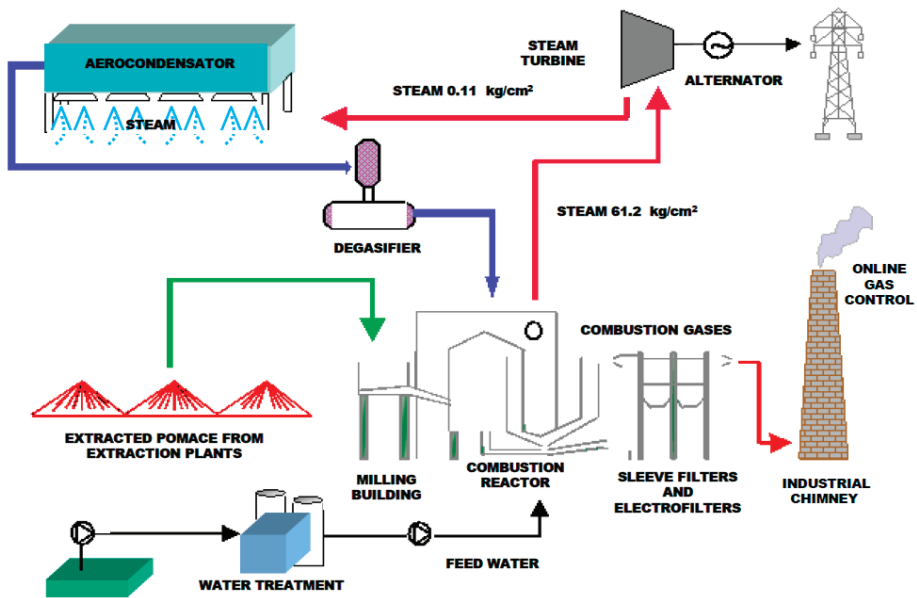 AEROCONDENSATOR
STEAM
STEAM
TURBINE
ALTERNATOR
STEAM 0.11 kg/cm²
DEGASIFIER
STEAM 61.2 kg/cm²
ONLINE
GAS
CONTROL
COMBUSTION GASES
EXTRACTED POMACE FROM
EXTRACTION PLANTS
MILLING
BUILDING
COMBUSTION
REACTOR
SLEEVE FILTERS
AND
ELECTROFILTERS
INDUSTRIAL
CHIMNEY
WATER TREATMENT
FEED WATER